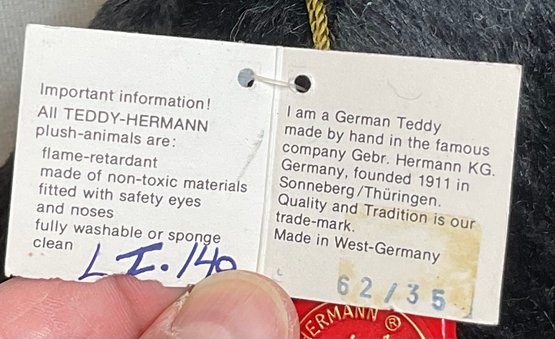 Important information!
All TEDDY-HERMANN
plush-animals are:
flame-retardant
made of non-toxic materials
fitted with safety eyes
and noses
fully washable or sponge
clean
LI.140
I am a German Teddy
made by hand in the famous
company Gebr. Hermann KG.
Germany, founded 1911 in
Sonneberg/Thüringen.
Quality and Tradition is our
trade-mark.
Made in West-Germany
62/35
HERMANN ®